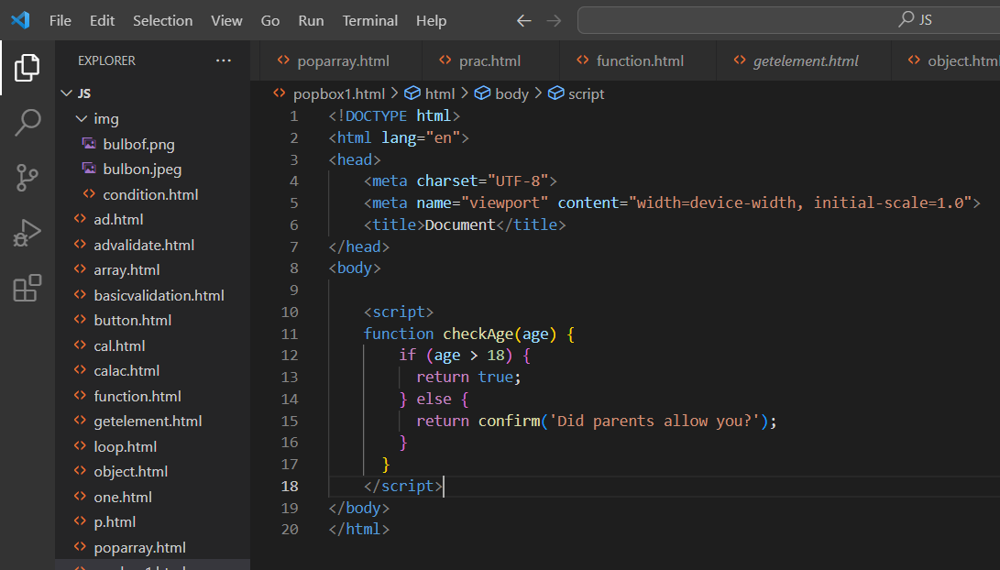 File Edit Selection View Go Run Terminal Help
JS
EXPLORER ...
JS
img
bulbof.png
bulbon.jpeg
condition.html
ad.html
advalidate.html
array.html
basicvalidation.html
button.html
cal.html
calac.html
function.html
getelement.html
loop.html
object.html
one.html
p.html
poparray.html
poparray.html prac.html function.html getelement.html object.html
popbox1.html > html > body > script
1 <!DOCTYPE html>
2 <html lang="en">
3 <head>
4 <meta charset="UTF-8">
5 <meta name="viewport" content="width=device-width, initial-scale=1.0">
6 <title>Document</title>
7 </head>
8 <body>
9
10 <script>
11 function checkAge(age) {
12 if (age > 18) {
13 return true;
14 } else {
15 return confirm('Did parents allow you?');
16 }
17 }
18 </script>
19 </body>
20 </html>